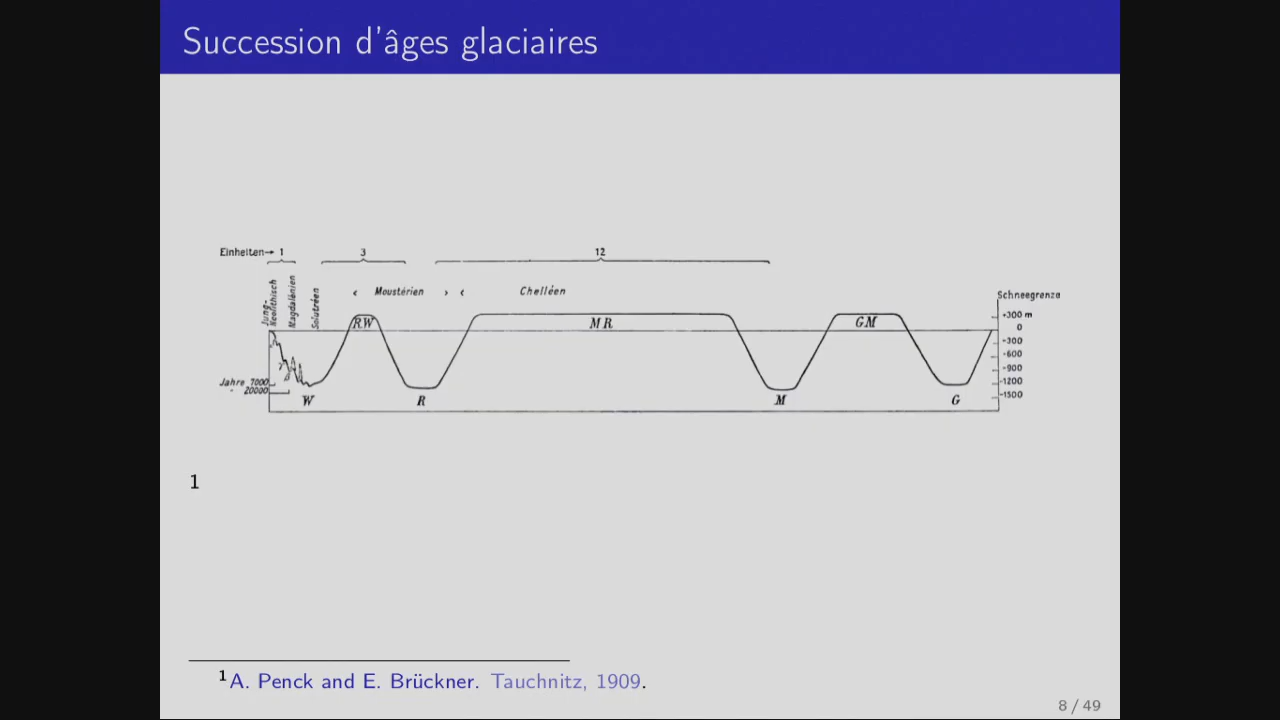 Succession d'âges glaciaires
Einheiten→ 1 3 12
Jung-
Neolithisch
Magdalénien
Solutréen
‹ Moustérien › ‹ Chelléen
Schneegrenze
RW MR GM
+300 m
0
-300
-600
-900
-1200
-1500
Jahre 7000
- 20000
W R M G
1
1A. Penck and E. Brückner. Tauchnitz, 1909.
8 / 49